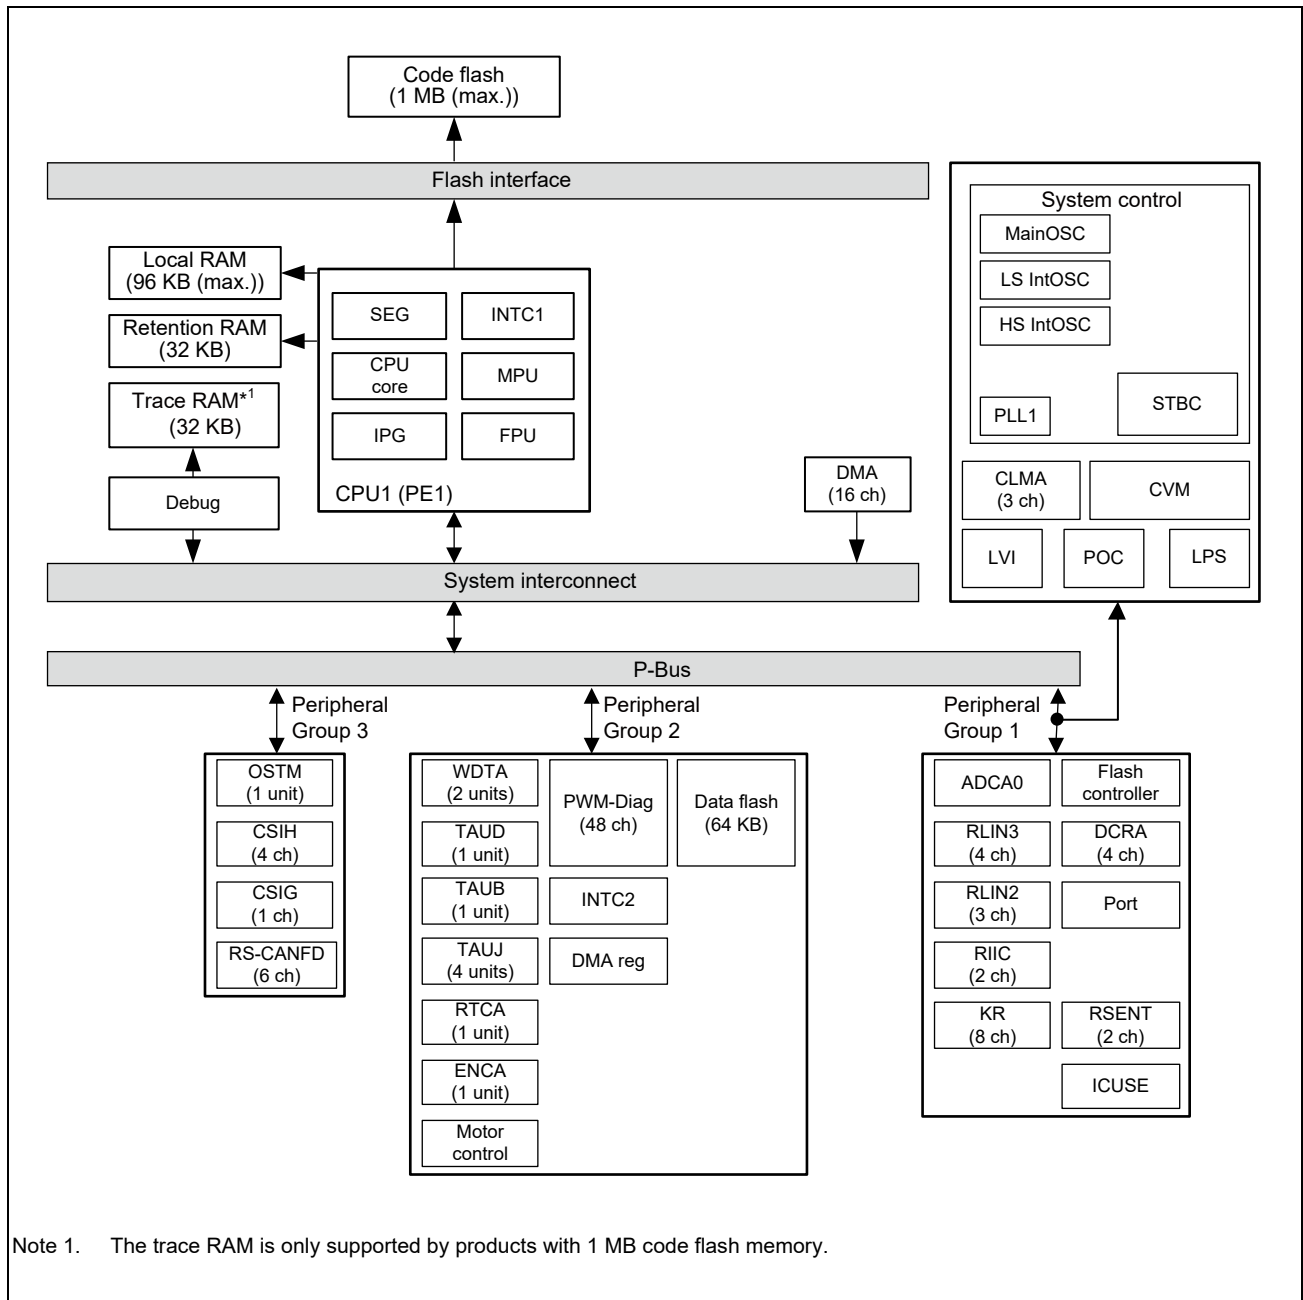 Code flash
(1 MB (max.))
Flash interface
Local RAM
(96 KB (max.))
Retention RAM
(32 KB)
Trace RAM*1
(32 KB)
Debug
SEG
INTC1
CPU
core
MPU
IPG
FPU
CPU1 (PE1)
DMA
(16 ch)
System control
MainOSC
LS IntOSC
HS IntOSC
PLL1
STBC
CLMA
(3 ch)
CVM
LVI
POC
LPS
System interconnect
P-Bus
Peripheral
Group 3
Peripheral
Group 2
Peripheral
Group 1
OSTM
(1 unit)
CSIH
(4 ch)
CSIG
(1 ch)
RS-CANFD
(6 ch)
WDTA
(2 units)
TAUD
(1 unit)
TAUB
(1 unit)
TAUJ
(4 units)
RTCA
(1 unit)
ENCA
(1 unit)
Motor
control
PWM-Diag
(48 ch)
INTC2
DMA reg
Data flash
(64 KB)
ADCA0
RLIN3
(4 ch)
RLIN2
(3 ch)
RIIC
(2 ch)
KR
(8 ch)
Flash
controller
DCRA
(4 ch)
Port
RSENT
(2 ch)
ICUSE
Note 1. The trace RAM is only supported by products with 1 MB code flash memory.